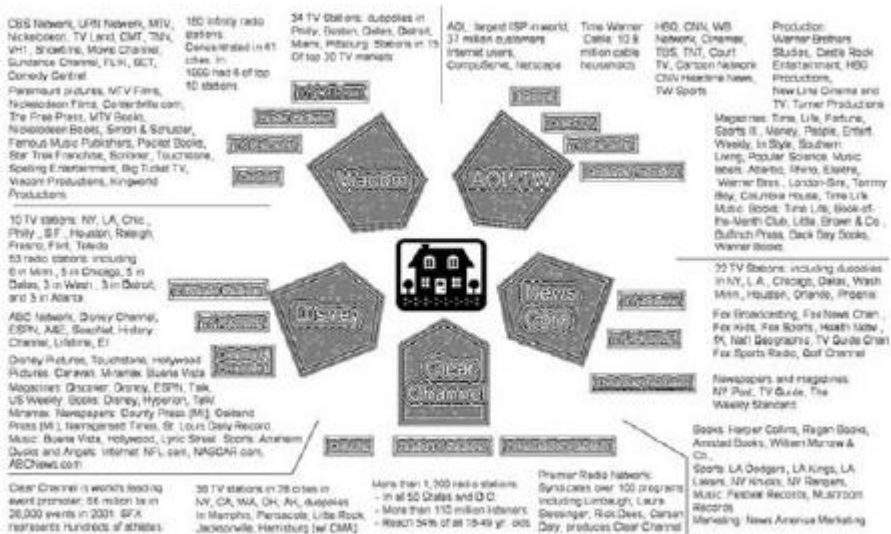 CBS Network, UPN Network, MTV,
Nickelodeon, TV Land, CMT, TNN,
VH1, Showtime, Movie Channel,
Sundance Channel, FLIX, BET,
Comedy Central
Paramount pictures, MTV Films,
Nickelodeon Films, Contentville.com,
The Free Press, MTV Books,
Nickelodeon Books, Simon & Schuster,
Famous Music Publishers, Pocket Books,
Star Trek Franchise, Scribner, Touchstone,
Spelling Entertainment, Big Ticket TV,
Viacom Productions, Kingworld
Productions
180 infinity radio
stations.
Concentrated in 41
cities. In
had 6 of top
10 stations
34 TV Stations: duopolies in
Philly, Boston, Dallas, Detroit,
Miami, Pittsburg. Stations in 15
Of top 20 TV markets
AOL: largest ISP in world,
27 million customers
Internet users,
CompuServe, Netscape
Time Warner
Cable: 10.8
million cable
households
HBO, CNN, WB
Network, Cinemax,
TBS, TNT, Court
TV, Cartoon Network
CNN Headline News,
TW Sports
Production:
Warner Brothers
Studios, Castle Rock
Entertainment, HBO
Productions,
New Line Cinema and
TV, Turner Productions
Magazines: Time, Life, Fortune,
Sports Ill., Money, People, Entert.
Weekly, In Style, Southern
Living, Popular Science. Music
labels: Atlantic, Rhino, Elektra,
Warner Bros., London-Sire, Tommy
Boy, Columbia House, Time Life
Music. Books: Time Life, Book-of-
the-Month Club, Little, Brown & Co.,
Bulfinch Press, Back Bay Books,
Warner Books
Viacom
AOL/TW
10 TV stations: NY, LA, Chic.,
Philly., S.F., Houston, Raleigh,
Fresno, Flint, Toledo
53 radio stations: including
6 in Minn., 5 in Chicago, 5 in
Dallas, 3 in Wash., 3 in Detroit,
and 3 in Atlanta
ABC Network, Disney Channel,
ESPN, A&E, SoapNet, History
Channel, Lifetime, E!
Disney Pictures, Touchstone, Hollywood
Pictures, Caravan, Miramax, Buena Vista
Magazines: Discover, Disney, ESPN, Talk,
US Weekly. Books: Disney, Hyperion, Talk/
Miramax. Newspapers: County Press (MI), Oakland
Press (MI), Narragansett Times, St. Louis Daily Record.
Music: Buena Vista, Hollywood, Lyric Street. Sports: Anaheim
Ducks and Angels. Internet: NFL.com, NASCAR.com,
ABCNews.com
Disney
News
Corp.
Clear
Channel
22 TV Stations: including duopolies
in NY, L.A., Chicago, Dallas, Wash.
Minn., Houston, Orlando, Phoenix
Fox Broadcasting, Fox News Chan.,
Fox Kids, Fox Sports, Health Netw.,
fX, Nat'l Geographic, TV Guide Chan
Fox Sports Radio, Golf Channel
Newspapers and magazines:
NY Post, TV Guide, The
Weekly Standard
Books: Harper Collins, Regan Books,
Amistad Books, William Morrow &
Co.,
Sports: LA Dodgers, LA Kings, LA
Lakers, NY Knicks, NY Rangers,
Music: Festival Records, Mushroom
Records
Marketing: News America Marketing
Clear Channel is world's leading
event promoter: 66 million to in
26,000 events in 2001. SFX
represents hundreds of athletes
36 TV stations in 28 cities in
NY, CA, WA, OH, AK, duopolies
In Memphis, Pensacola, Little Rock,
Jacksonville, Harrisburg [w/ CMA]
More than 1,200 radio stations
- In all 50 States and D.C.
- More than 110 million listeners
- Reach 54% of all 18-49 yr. olds
Premier Radio Network:
Syndicates over 100 programs
Including Limbaugh, Laura
Slessinger, Rick Dees, Carson
Daly, produces Clear Channel